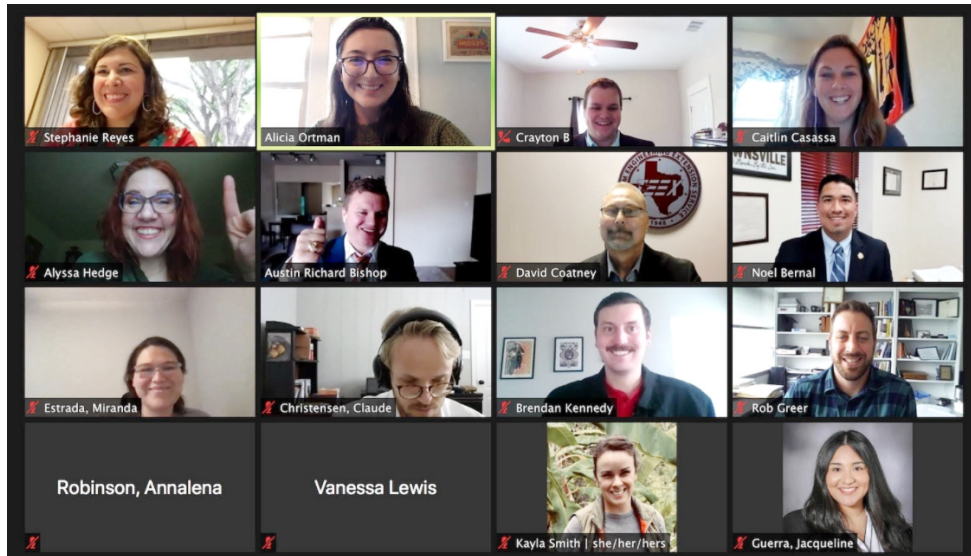 Stephanie Reyes
Alicia Ortman
Crayton B
Caitlin Casassa
WNSVILLE
Alyssa Hedge
Austin Richard Bishop
David Coatney
Noel Bernal
Estrada, Miranda
Christensen, Claude
Brendan Kennedy
Rob Greer
Robinson, Annalena
Vanessa Lewis
Kayla Smith | she/her/hers
Guerra, Jacqueline